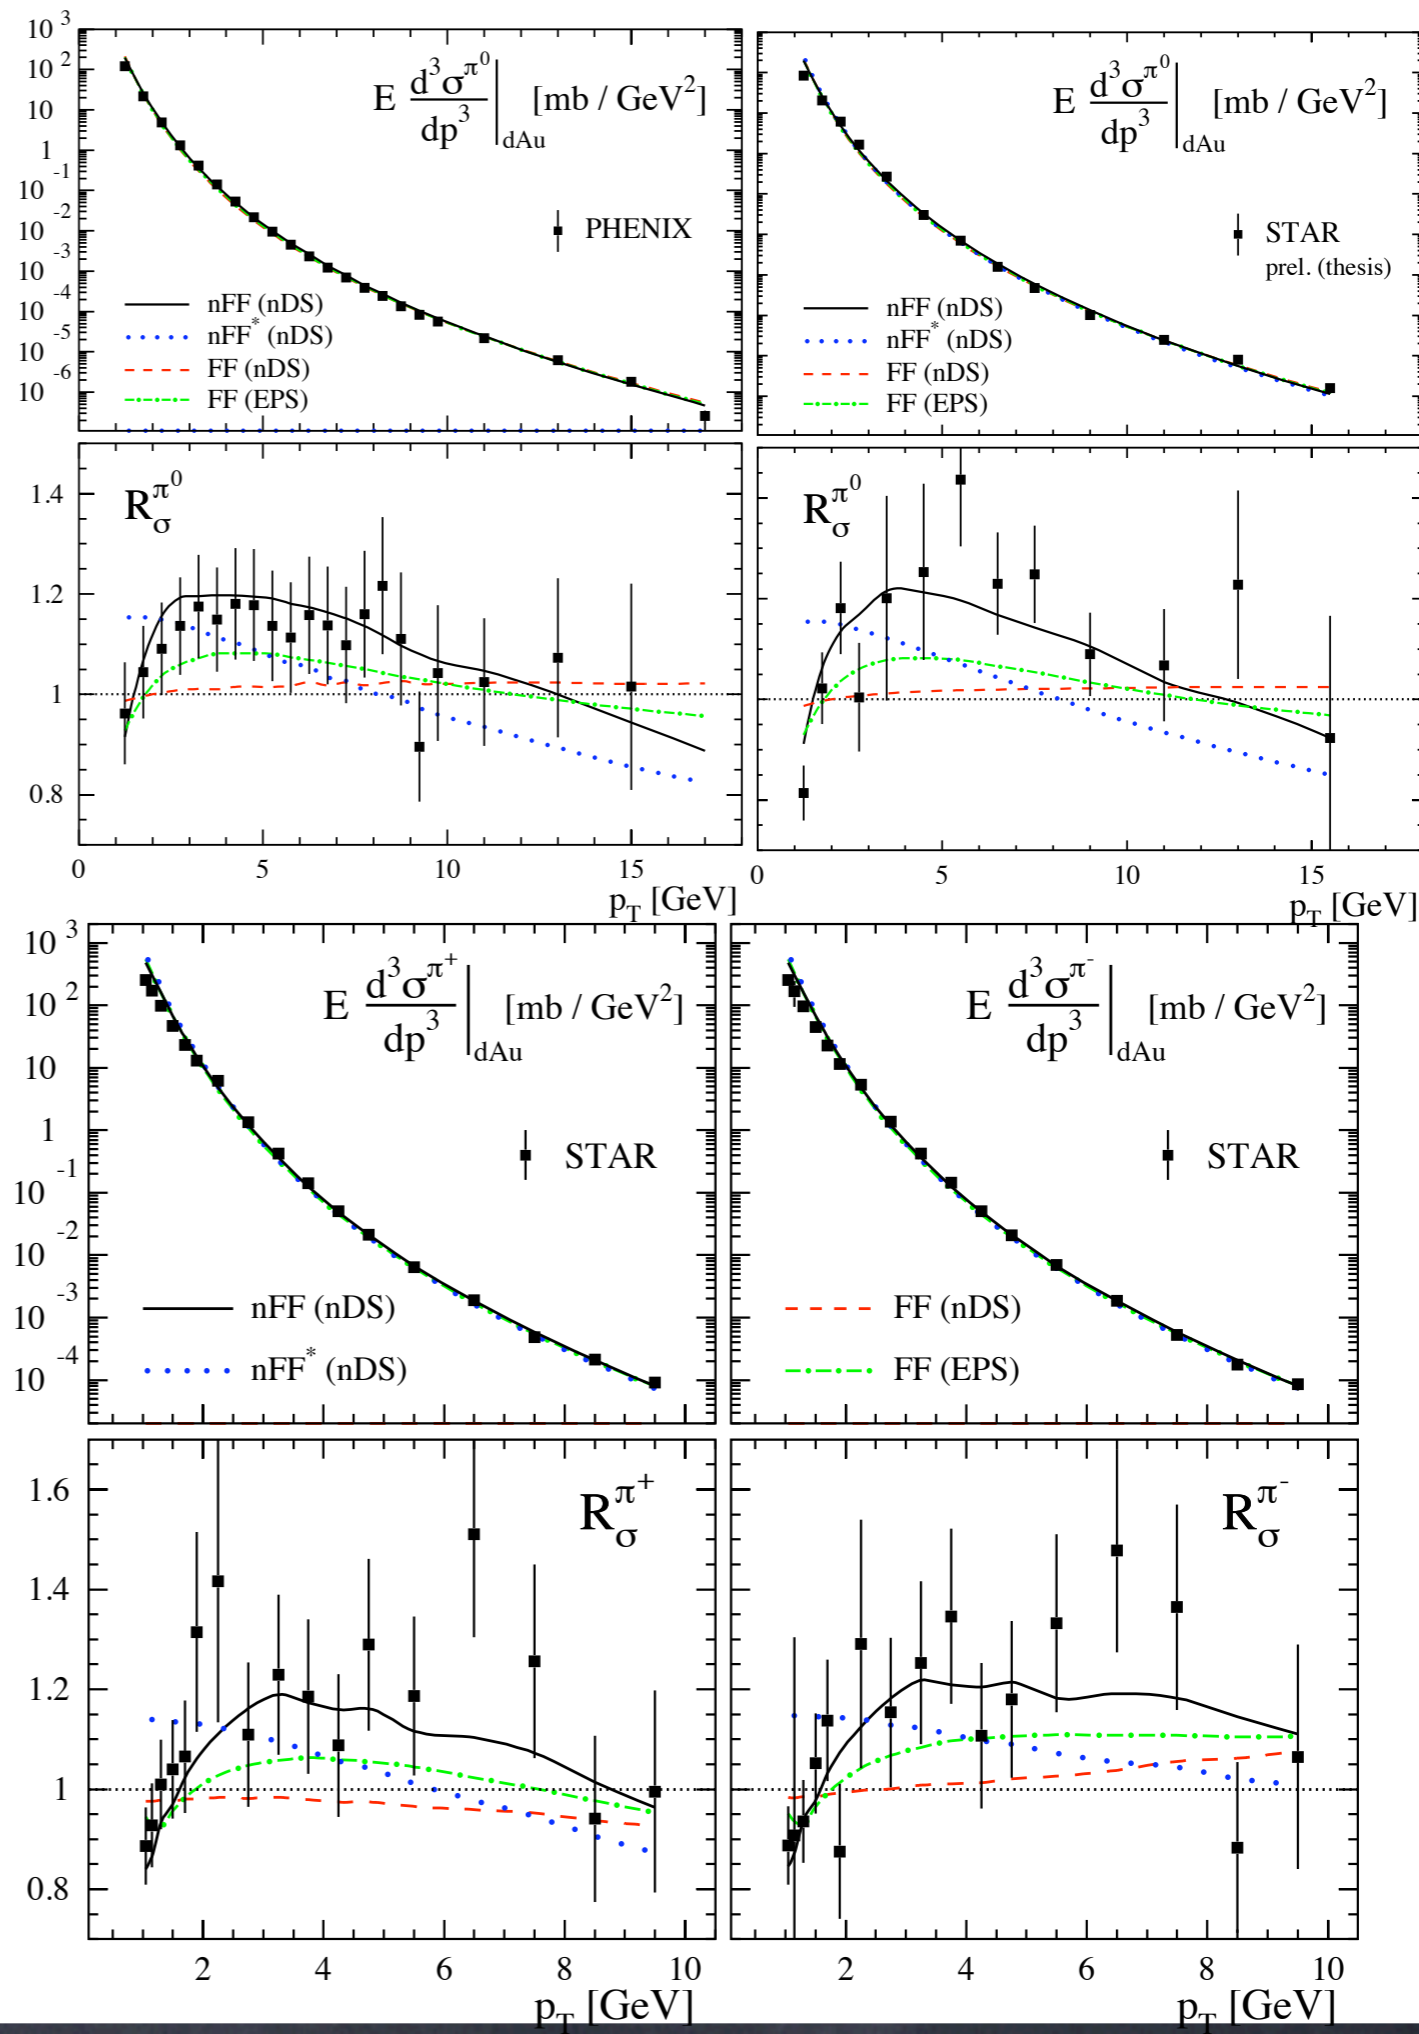 10 3
10 2
10
1
10 -1
10 -2
10 -3
10 -4
10 -5
10 -6
E d3σπ0 / dp3 | dAu [mb / GeV2]
PHENIX
nFF (nDS)
nFF* (nDS)
FF (nDS)
FF (EPS)
E d3σπ0 / dp3 | dAu [mb / GeV2]
STAR
prel. (thesis)
nFF (nDS)
nFF* (nDS)
FF (nDS)
FF (EPS)
1.4
1.2
1
0.8
Rσπ0
0 5 10 15
pT [GeV]
Rσπ0
0 5 10 15
pT [GeV]
10 3
10 2
10
1
10 -1
10 -2
10 -3
10 -4
E d3σπ+ / dp3 | dAu [mb / GeV2]
STAR
nFF (nDS)
nFF* (nDS)
E d3σπ- / dp3 | dAu [mb / GeV2]
STAR
FF (nDS)
FF (EPS)
1.6
1.4
1.2
1
0.8
Rσπ+
2 4 6 8 10
pT [GeV]
Rσπ-
2 4 6 8 10
pT [GeV]